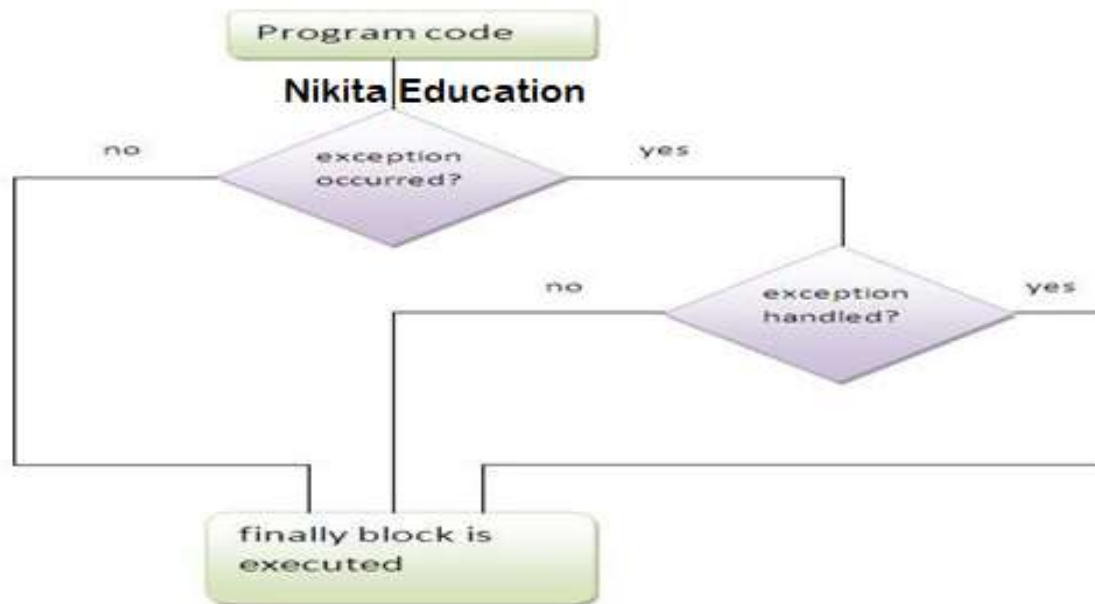 Program code
Nikita Education
no
exception
occurred?
yes
no
exception
handled?
yes
finally block is
executed